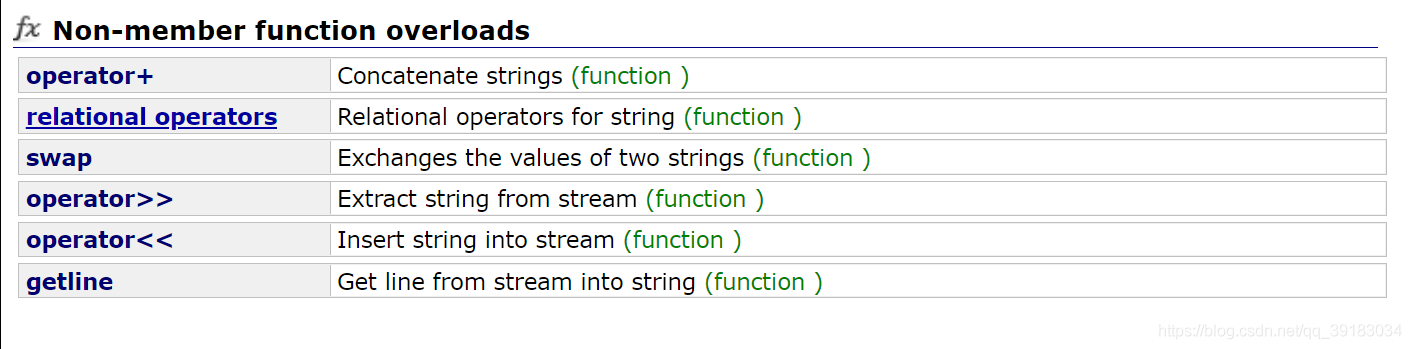 fx Non-member function overloads
operator+ Concatenate strings (function )
relational operators Relational operators for string (function )
swap Exchanges the values of two strings (function )
operator>> Extract string from stream (function )
operator<< Insert string into stream (function )
getline Get line from stream into string (function )
https://blog.csdn.net/qq_39183034